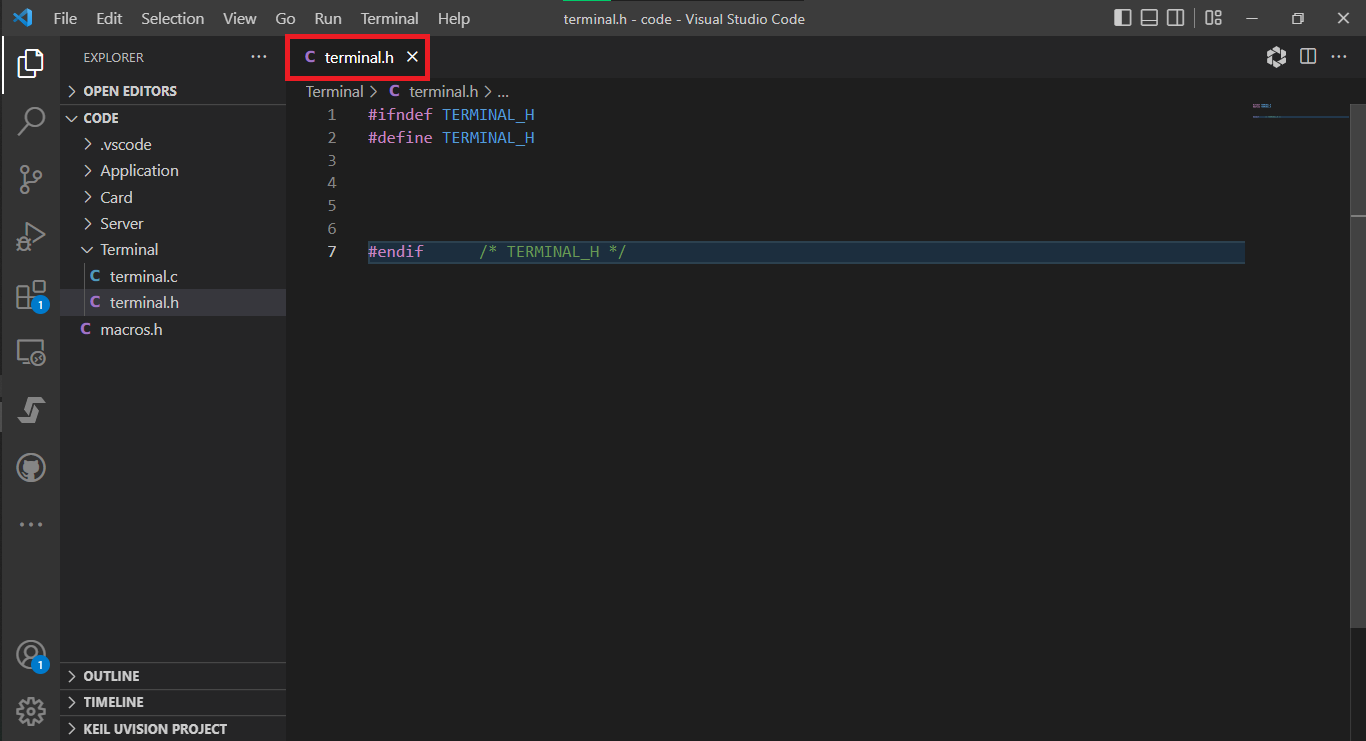 File Edit Selection View Go Run Terminal Help
terminal.h - code - Visual Studio Code
EXPLORER
OPEN EDITORS
CODE
.vscode
Application
Card
Server
Terminal
C terminal.c
C terminal.h
C macros.h
OUTLINE
TIMELINE
KEIL UVISION PROJECT
1
1
C terminal.h
Terminal > C terminal.h > ...
1 #ifndef TERMINAL_H
2 #define TERMINAL_H
3
4
5
6
7 #endif /* TERMINAL_H */